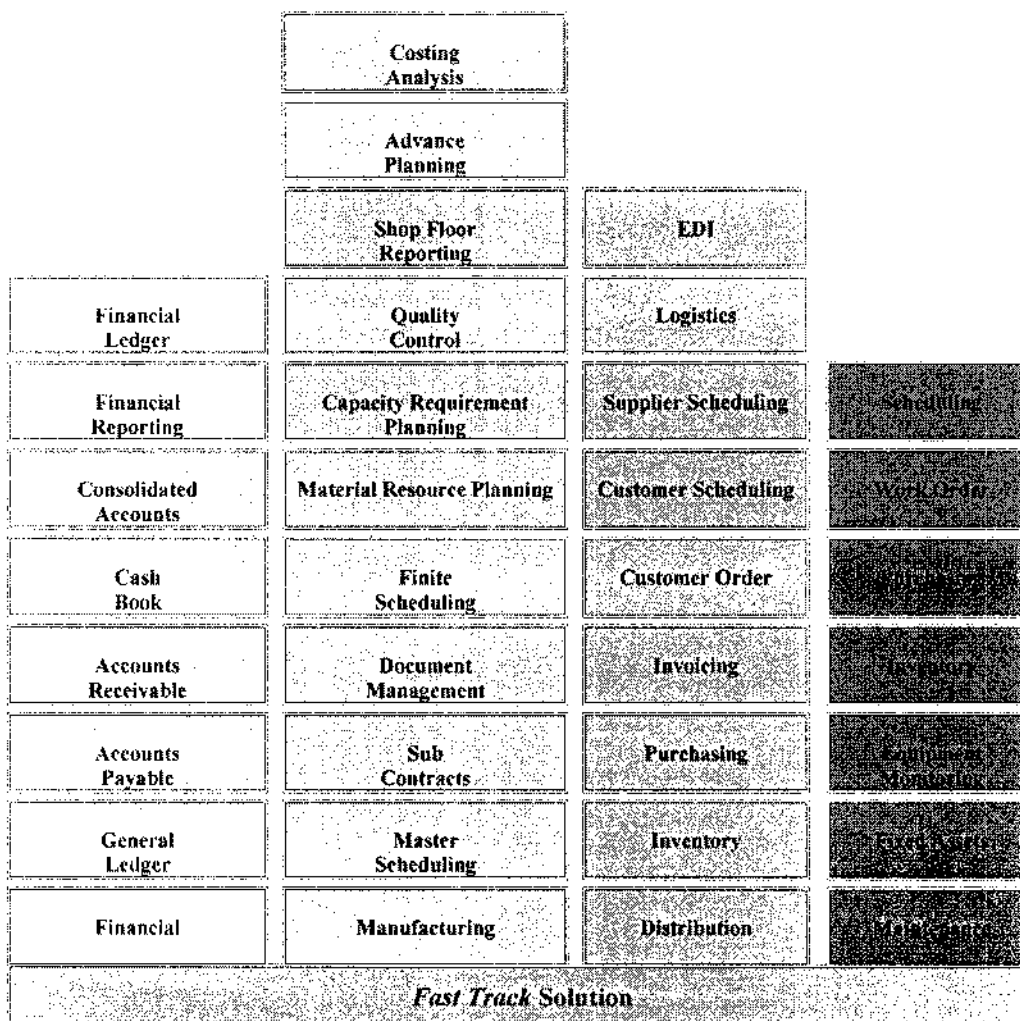 Costing
Analysis
Advance
Planning
Shop Floor
Reporting
EDI
Financial
Ledger
Quality
Control
Logistics
Financial
Reporting
Capacity Requirement
Planning
Supplier Scheduling
Scheduling
Consolidated
Accounts
Material Resource Planning
Customer Scheduling
Work Order
Cash
Book
Finite
Scheduling
Customer Order
Accounts
Receivable
Document
Management
Invoicing
Inventory
Accounts
Payable
Sub
Contracts
Purchasing
Equipment
Monitoring
General
Ledger
Master
Scheduling
Inventory
Fixed Assets
Financial
Manufacturing
Distribution
Maintenance
Fast Track Solution